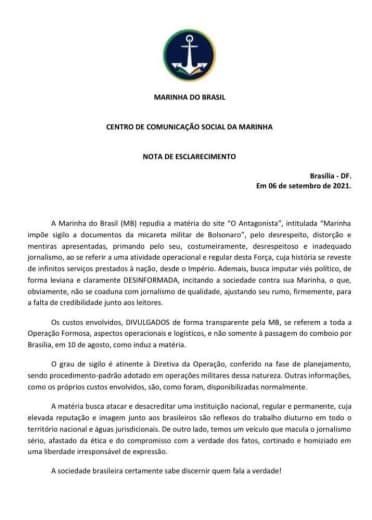 MARINHA DO BRASIL
CENTRO DE COMUNICAÇÃO SOCIAL DA MARINHA
NOTA DE ESCLARECIMENTO
Brasília - DF.
Em 06 de setembro de 2021.
A Marinha do Brasil (MB) repudia a matéria do site “O Antagonista”, intitulada “Marinha
impõe sigilo a documentos da micareta militar de Bolsonaro”, pelo desrespeito, distorção e
mentiras apresentadas, primando pelo seu, costumeiramente, desrespeitoso e inadequado
jornalismo, ao se referir a uma atividade operacional e regular desta Força, cuja história se reveste
de infinitos serviços prestados à nação, desde o Império. Ademais, busca imputar viés político, de
forma leviana e claramente DESINFORMADA, incitando a sociedade contra sua Marinha, o que,
obviamente, não se coaduna com jornalismo de qualidade, ajustando seu rumo, firmemente, para
a falta de credibilidade junto aos leitores.
Os custos envolvidos, DIVULGADOS de forma transparente pela MB, se referem a toda a
Operação Formosa, aspectos operacionais e logísticos, e não somente à passagem do comboio por
Brasília, em 10 de agosto, como induz a matéria.
O grau de sigilo é atinente à Diretiva da Operação, conferido na fase de planejamento,
sendo procedimento-padrão adotado em operações militares dessa natureza. Outras informações,
como os próprios custos envolvidos, são, como foram, disponibilizadas normalmente.
A matéria busca atacar e desacreditar uma instituição nacional, regular e permanente, cuja
elevada reputação e imagem junto aos brasileiros são reflexos do trabalho diuturno em todo o
território nacional e águas jurisdicionais. De outro lado, temos um veículo que macula o jornalismo
sério, afastado da ética e do compromisso com a verdade dos fatos, cortinado e homiziado em
uma liberdade irresponsável de expressão.
A sociedade brasileira certamente sabe discernir quem fala a verdade!